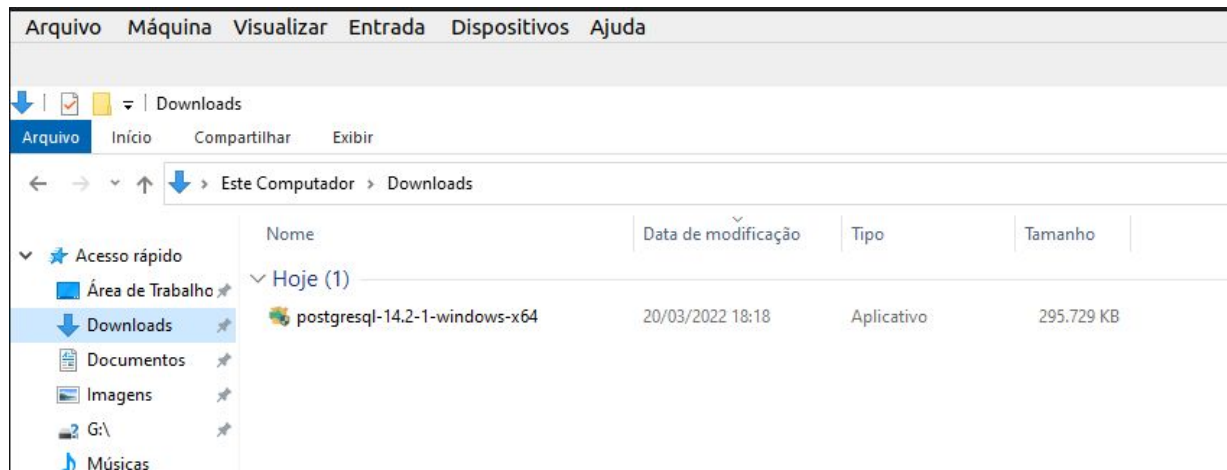 Arquivo Máquina Visualizar Entrada Dispositivos Ajuda
Downloads
Arquivo Início Compartilhar Exibir
Este Computador > Downloads
Nome Data de modificação Tipo Tamanho
Acesso rápido
Hoje (1)
Área de Trabalho
postgresql-14.2-1-windows-x64 20/03/2022 18:18 Aplicativo 295.729 KB
Downloads
Documentos
Imagens
G:\
Músicas